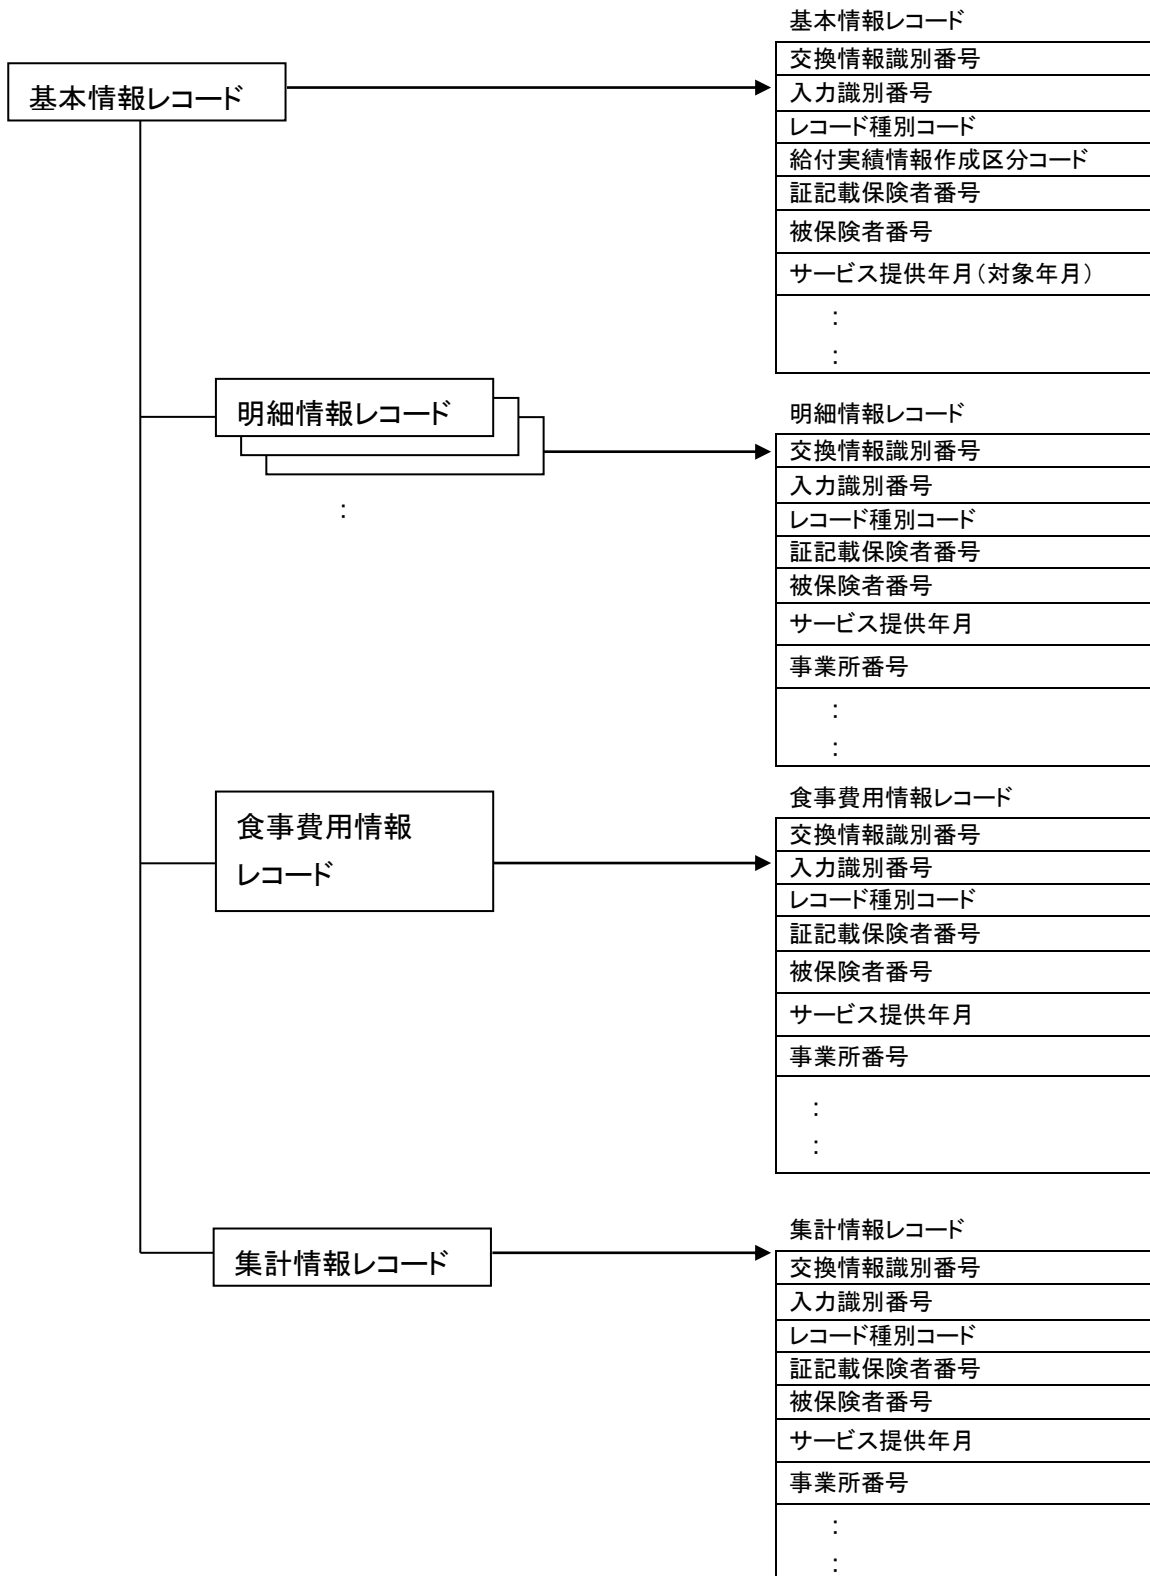 基本情報レコード
基本情報レコード
交換情報識別番号
入力識別番号
レコード種別コード
給付実績情報作成区分コード
証記載保険者番号
被保険者番号
サービス提供年月(対象年月)
:
:
明細情報レコード
:
明細情報レコード
交換情報識別番号
入力識別番号
レコード種別コード
証記載保険者番号
被保険者番号
サービス提供年月
事業所番号
:
:
食事費用情報
レコード
食事費用情報レコード
交換情報識別番号
入力識別番号
レコード種別コード
証記載保険者番号
被保険者番号
サービス提供年月
事業所番号
:
:
集計情報レコード
集計情報レコード
交換情報識別番号
入力識別番号
レコード種別コード
証記載保険者番号
被保険者番号
サービス提供年月
事業所番号
:
: